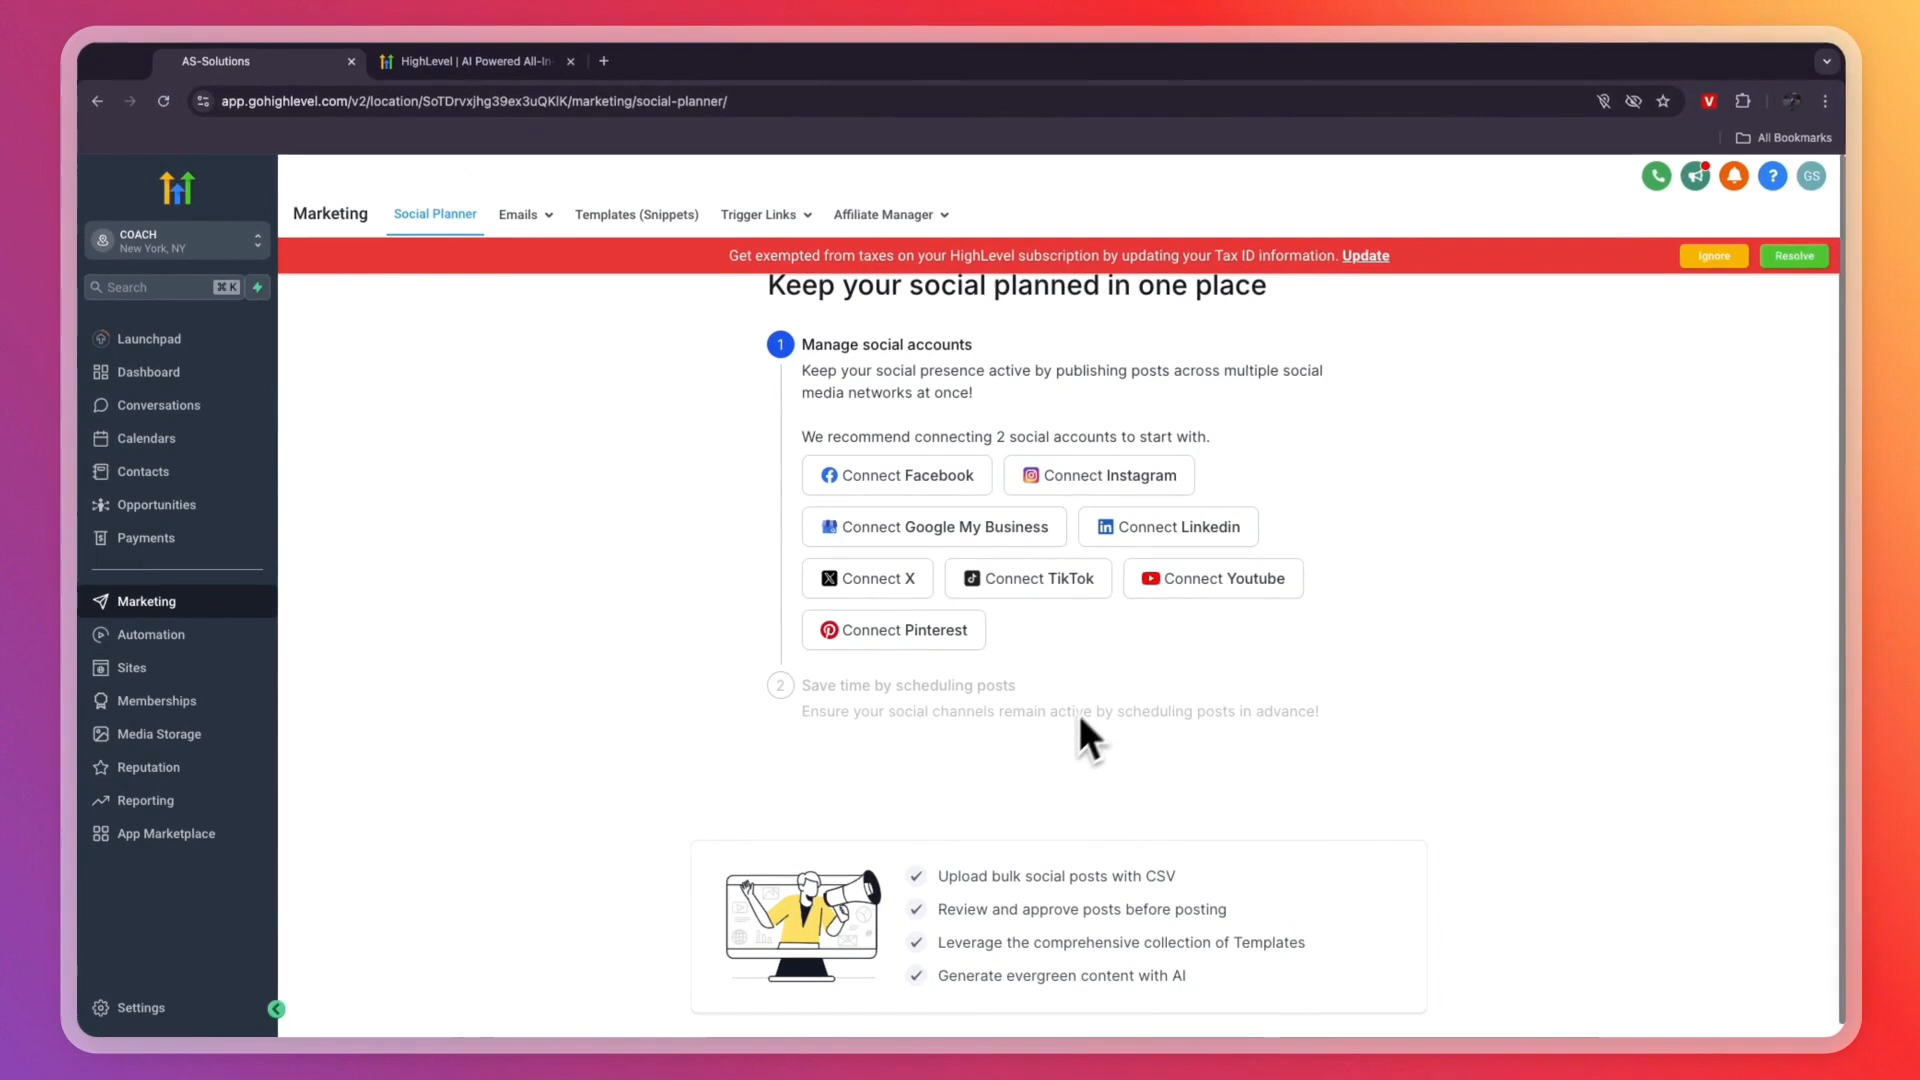 AS-Solutions
HighLevel | AI Powered All-In-
app.gohighlevel.com/v2/location/SoTDrvxjhg39ex3uQKlK/marketing/social-planner/
V
All Bookmarks
COACH
New York, NY
Search
⌘ K
Launchpad
Dashboard
Conversations
Calendars
Contacts
Opportunities
Payments
Marketing
Automation
Sites
Memberships
Media Storage
Reputation
Reporting
App Marketplace
Settings
?
GS
Marketing
Social Planner
Emails
Templates (Snippets)
Trigger Links
Affiliate Manager
Get exempted from taxes on your HighLevel subscription by updating your Tax ID information. Update
Ignore
Resolve
Keep your social planned in one place
1
Manage social accounts
Keep your social presence active by publishing posts across multiple social
media networks at once!
We recommend connecting 2 social accounts to start with.
Connect Facebook
Connect Instagram
Connect Google My Business
Connect Linkedin
Connect X
Connect TikTok
Connect Youtube
Connect Pinterest
2
Save time by scheduling posts
Ensure your social channels remain active by scheduling posts in advance!
Upload bulk social posts with CSV
Review and approve posts before posting
Leverage the comprehensive collection of Templates
Generate evergreen content with AI